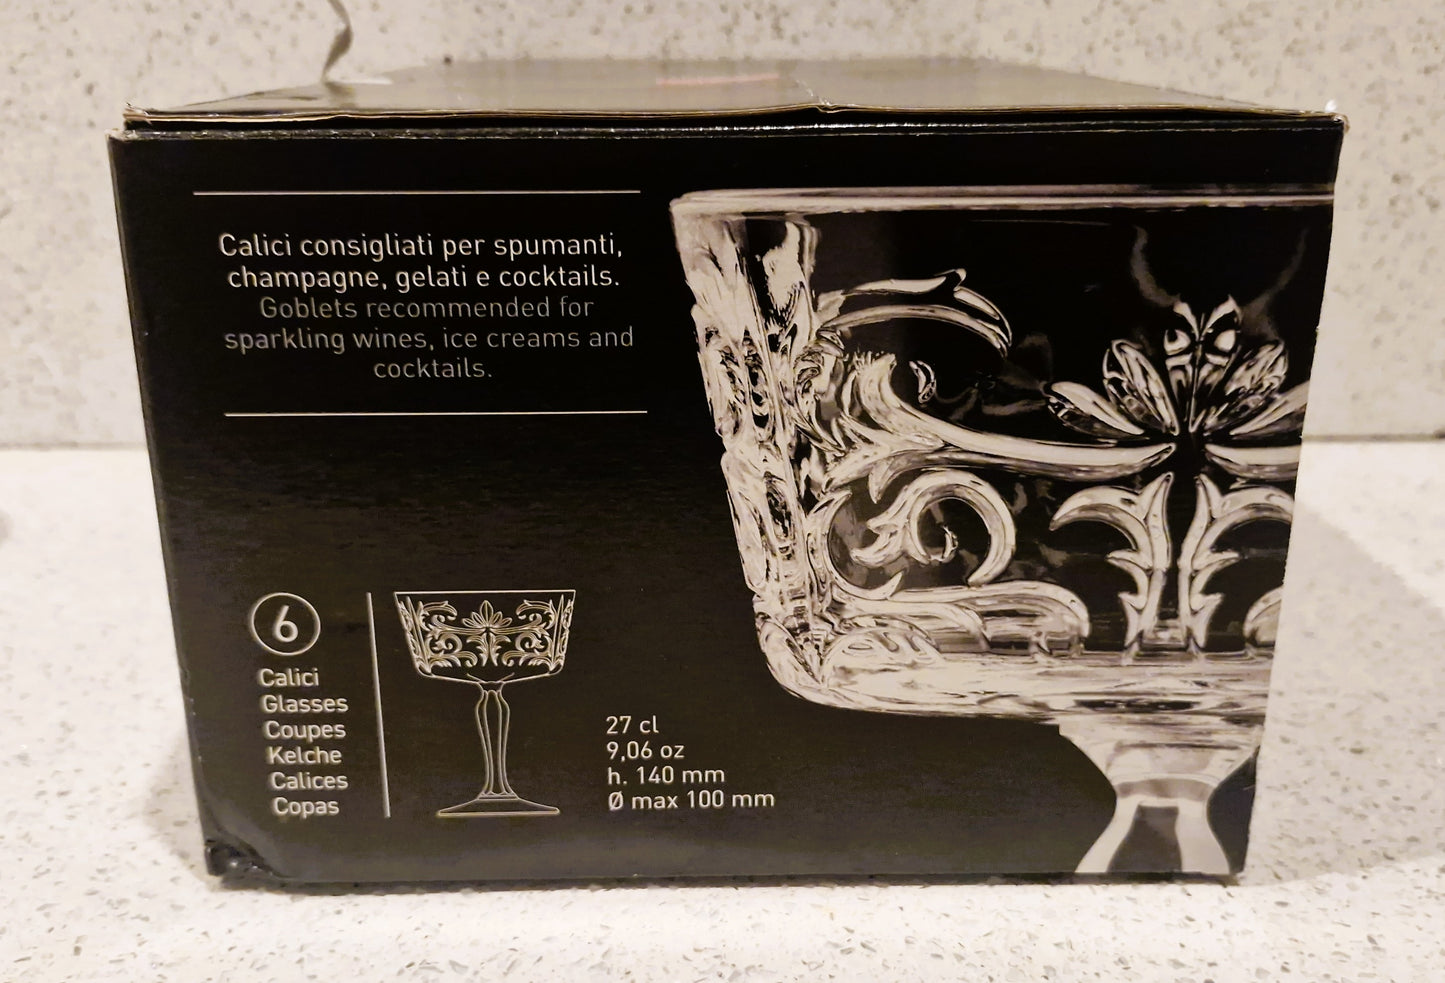 Calici consigliati per spumanti,
champagne, gelati e cocktails.
Goblets recommended for
sparkling wines, ice creams and
cocktails.
6
Calici
Glasses
Coupes
Kelche
Calices
Copas
27 cl
9,06 oz
h. 140 mm
Ø max 100 mm